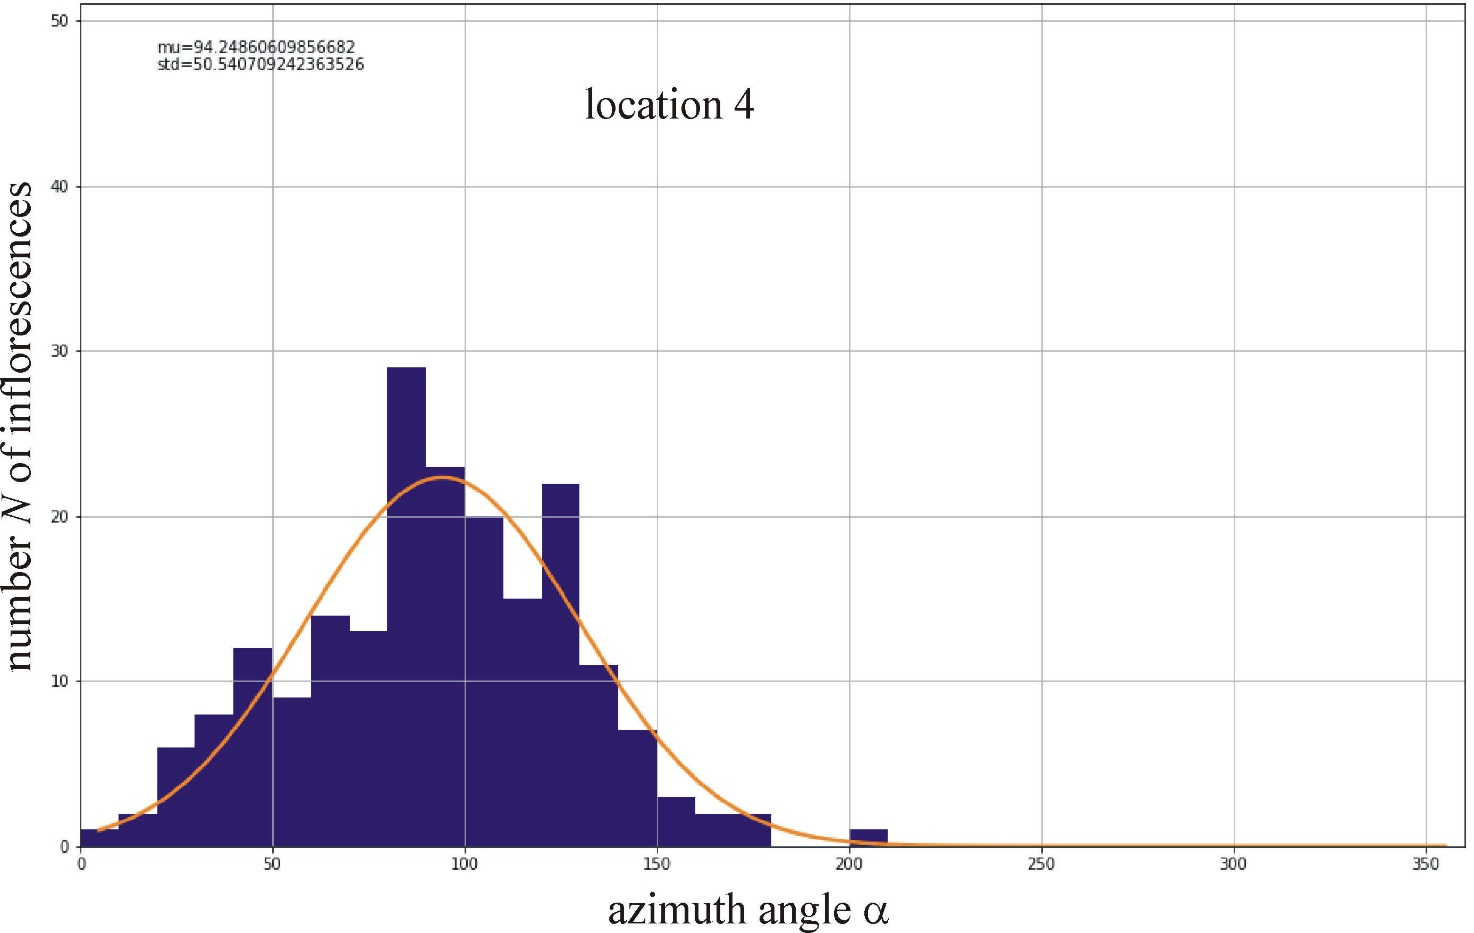 50
mu=94.24860609856682
std=50.540709242363526
location 4
40
30
20
10
0
number N of inflorescences
0 50 100 150 200 250 300 350
azimuth angle α